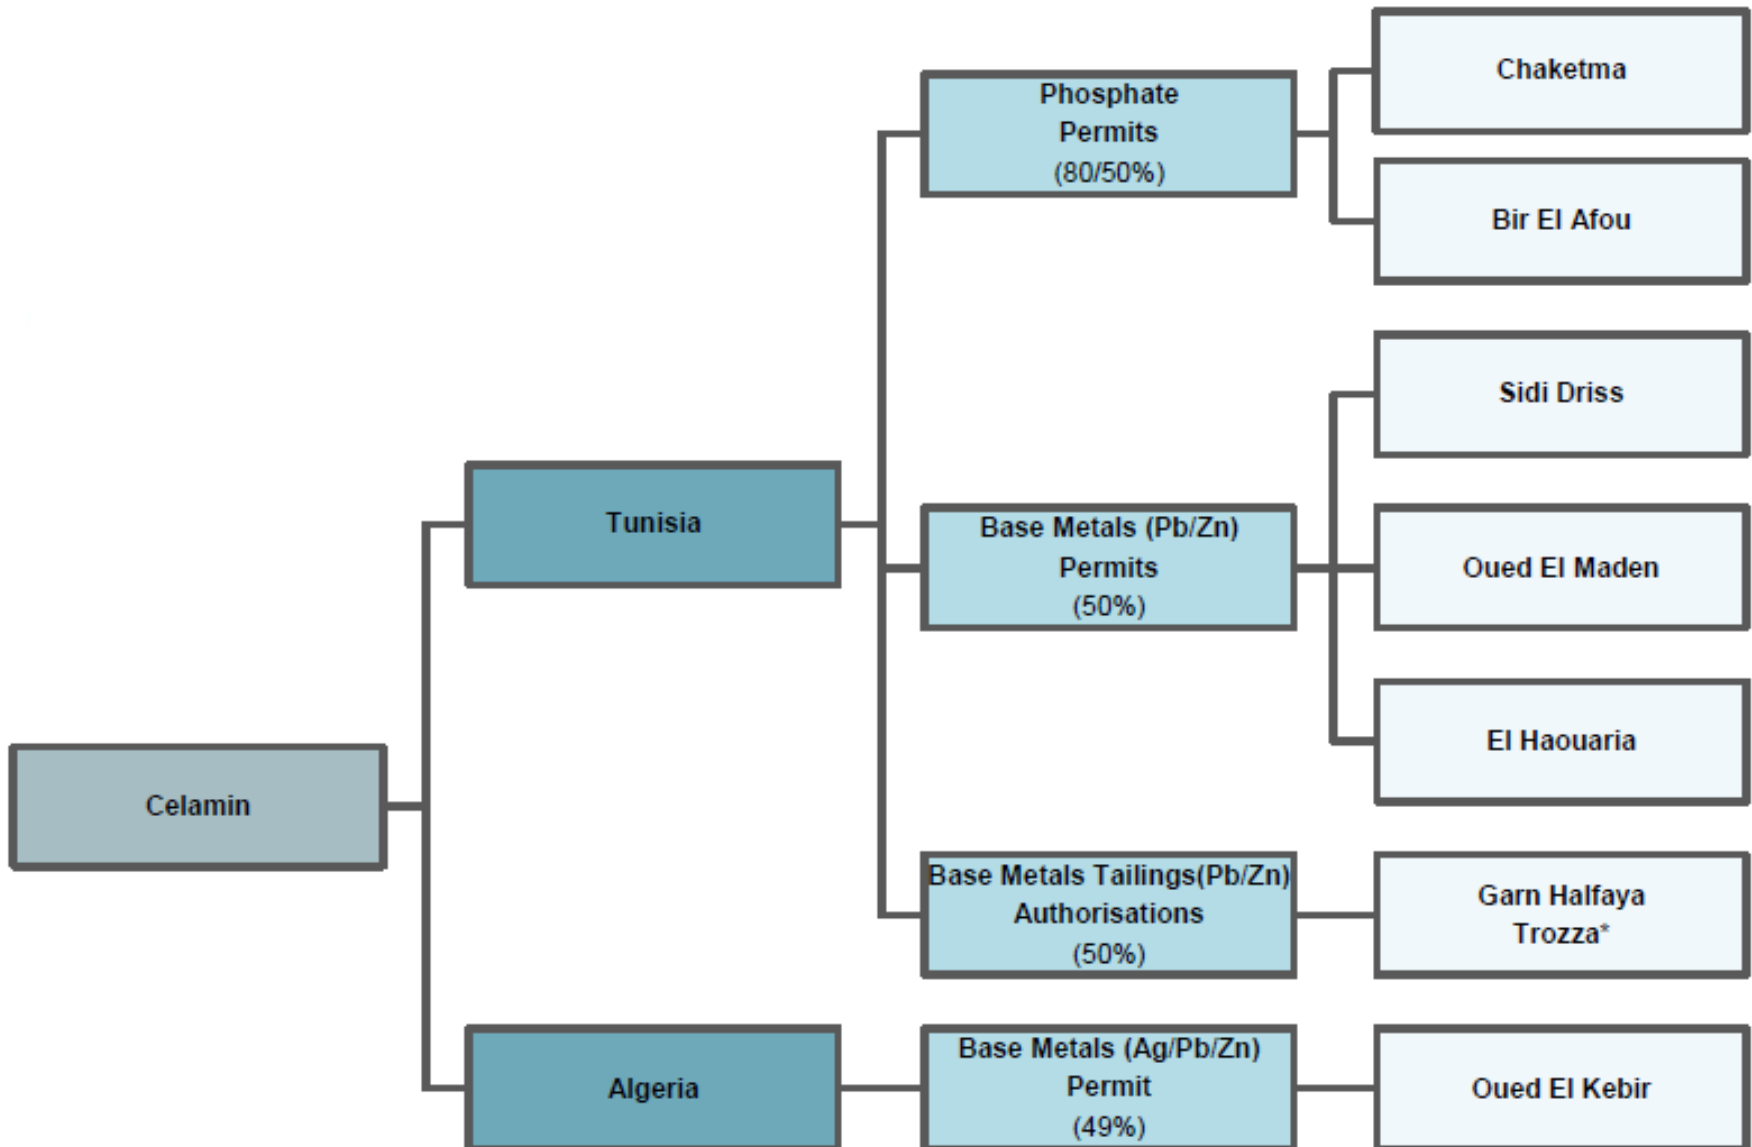 Chaketma
Phosphate
Permits
(80/50%)
Bir El Afou
Sidi Driss
Tunisia
Base Metals (Pb/Zn)
Permits
(50%)
Oued El Maden
El Haouaria
Celamin
Base Metals Tailings(Pb/Zn)
Authorisations
(50%)
Garn Halfaya
Trozza*
Algeria
Base Metals (Ag/Pb/Zn)
Permit
(49%)
Oued El Kebir